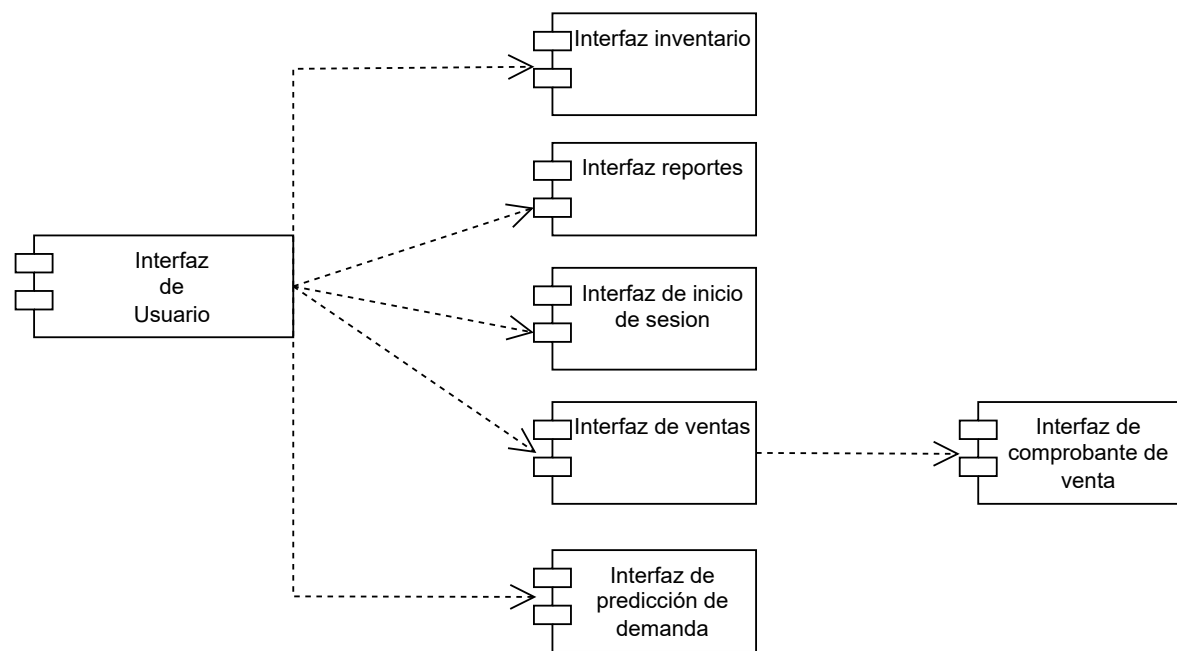 Interfaz inventario
Interfaz reportes
Interfaz
de
Usuario
Interfaz de inicio
de sesion
Interfaz de ventas
Interfaz de
comprobante de
venta
Interfaz de
predicción de
demanda